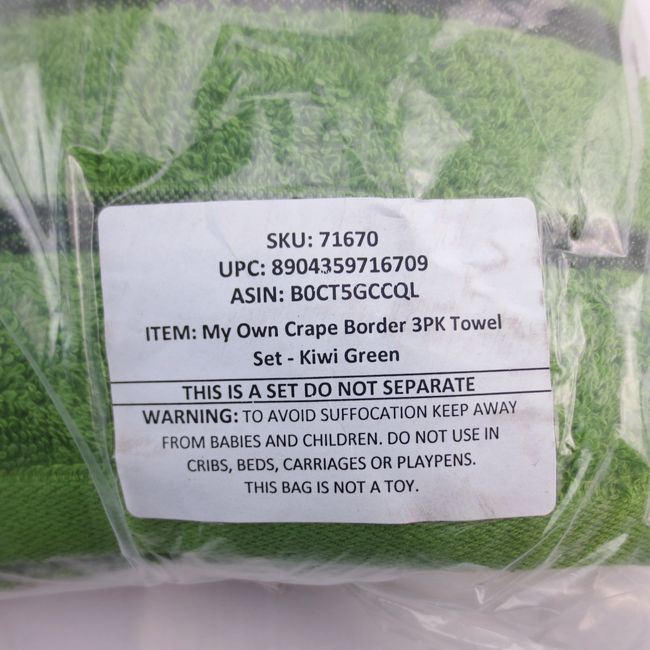 SKU: 71670
UPC: 8904359716709
ASIN: B0CT5GCCQL
ITEM: My Own Crape Border 3PK Towel
Set - Kiwi Green
THIS IS A SET DO NOT SEPARATE
WARNING: TO AVOID SUFFOCATION KEEP AWAY
FROM BABIES AND CHILDREN. DO NOT USE IN
CRIBS, BEDS, CARRIAGES OR PLAYPENS.
THIS BAG IS NOT A TOY.